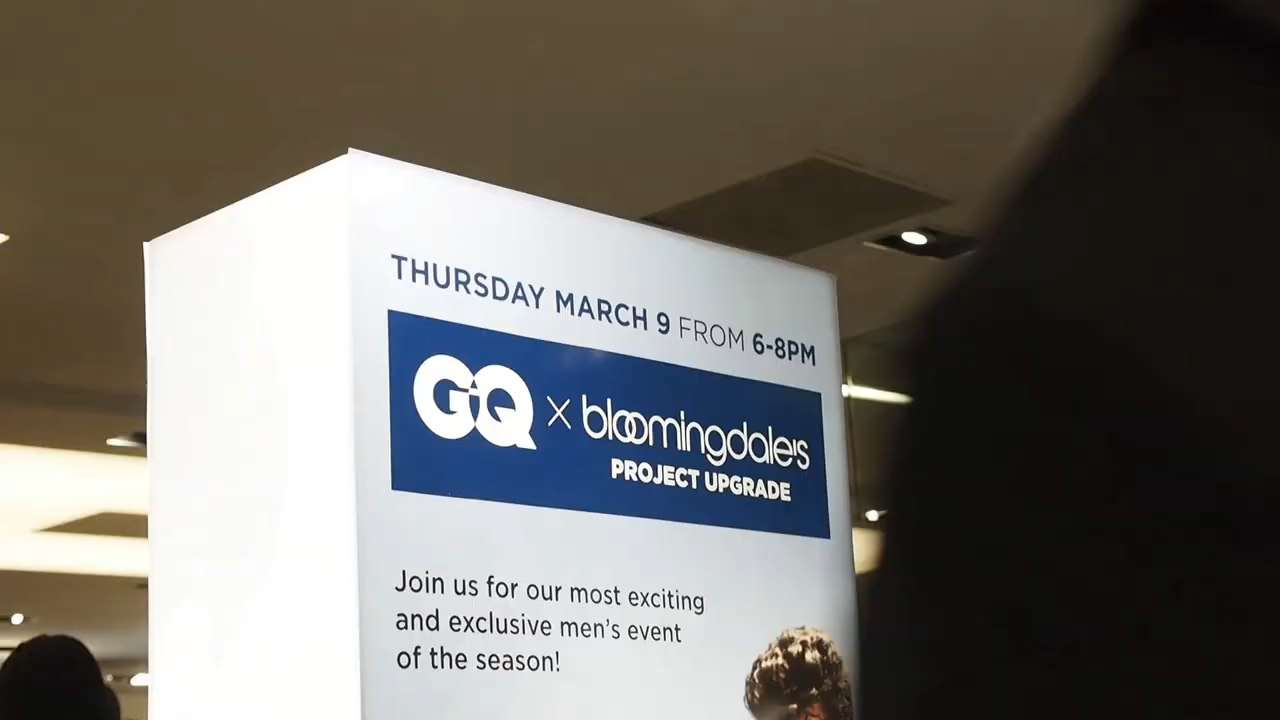 THURSDAY MARCH 9 FROM 6-8PM
GQ X bloomingdale's
PROJECT UPGRADE
Join us for our most exciting
and exclusive men's event
of the season!